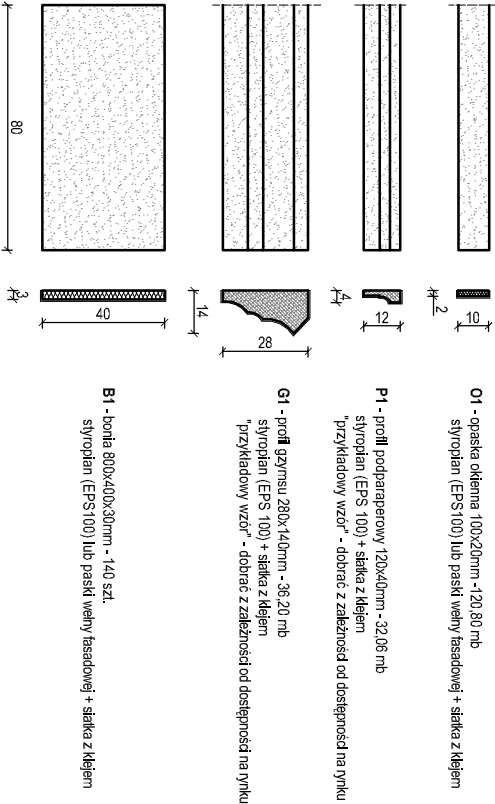 O1 - opaska okienna 100x20mm -120,80 mb
styropian (EPS100) lub paski wełny fasadowej + siatka z klejem
10
2
P1 - profil podparaperowy 120x40mm - 32,06 mb
styropian (EPS 100) + siatka z klejem
"przykładowy wzór" - dobrać z zależności od dostępności na rynku
12
4
G1 - profil gzymsu 280x140mm - 36,20 mb
styropian (EPS 100) + siatka z klejem
"przykładowy wzór" - dobrać z zależności od dostępności na rynku
28
14
B1 - bonia 800x400x30mm - 140 szt.
styropian (EPS100) lub paski wełny fasadowej + siatka z klejem
40
3
80